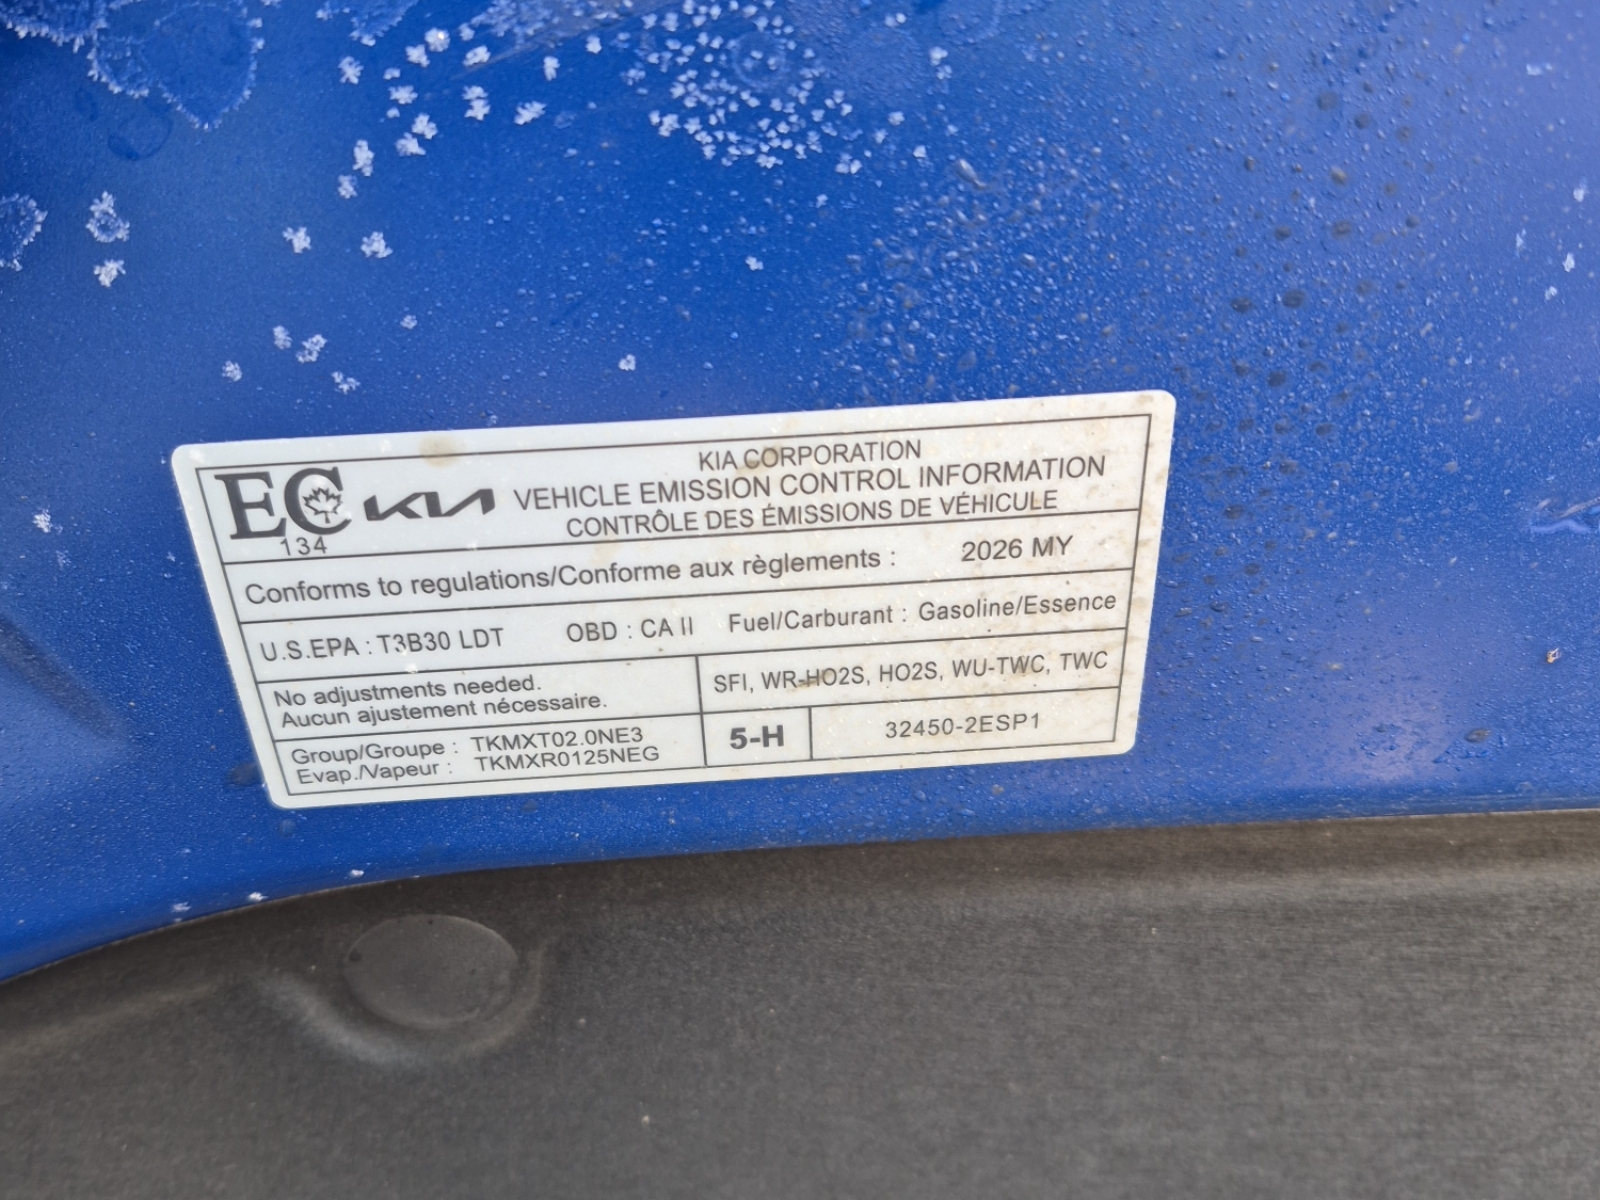 KIA CORPORATION
EC KIA VEHICLE EMISSION CONTROL INFORMATION
134 CONTRÔLE DES ÉMISSIONS DE VÉHICULE
Conforms to regulations/Conforme aux règlements : 2026 MY
U.S.EPA : T3B30 LDT OBD : CA II Fuel/Carburant : Gasoline/Essence
No adjustments needed.
Aucun ajustement nécessaire.
SFI, WR-HO2S, HO2S, WU-TWC, TWC
Group/Groupe : TKMXT02.0NE3
Evap./Vapeur : TKMXR0125NEG
5-H
32450-2ESP1